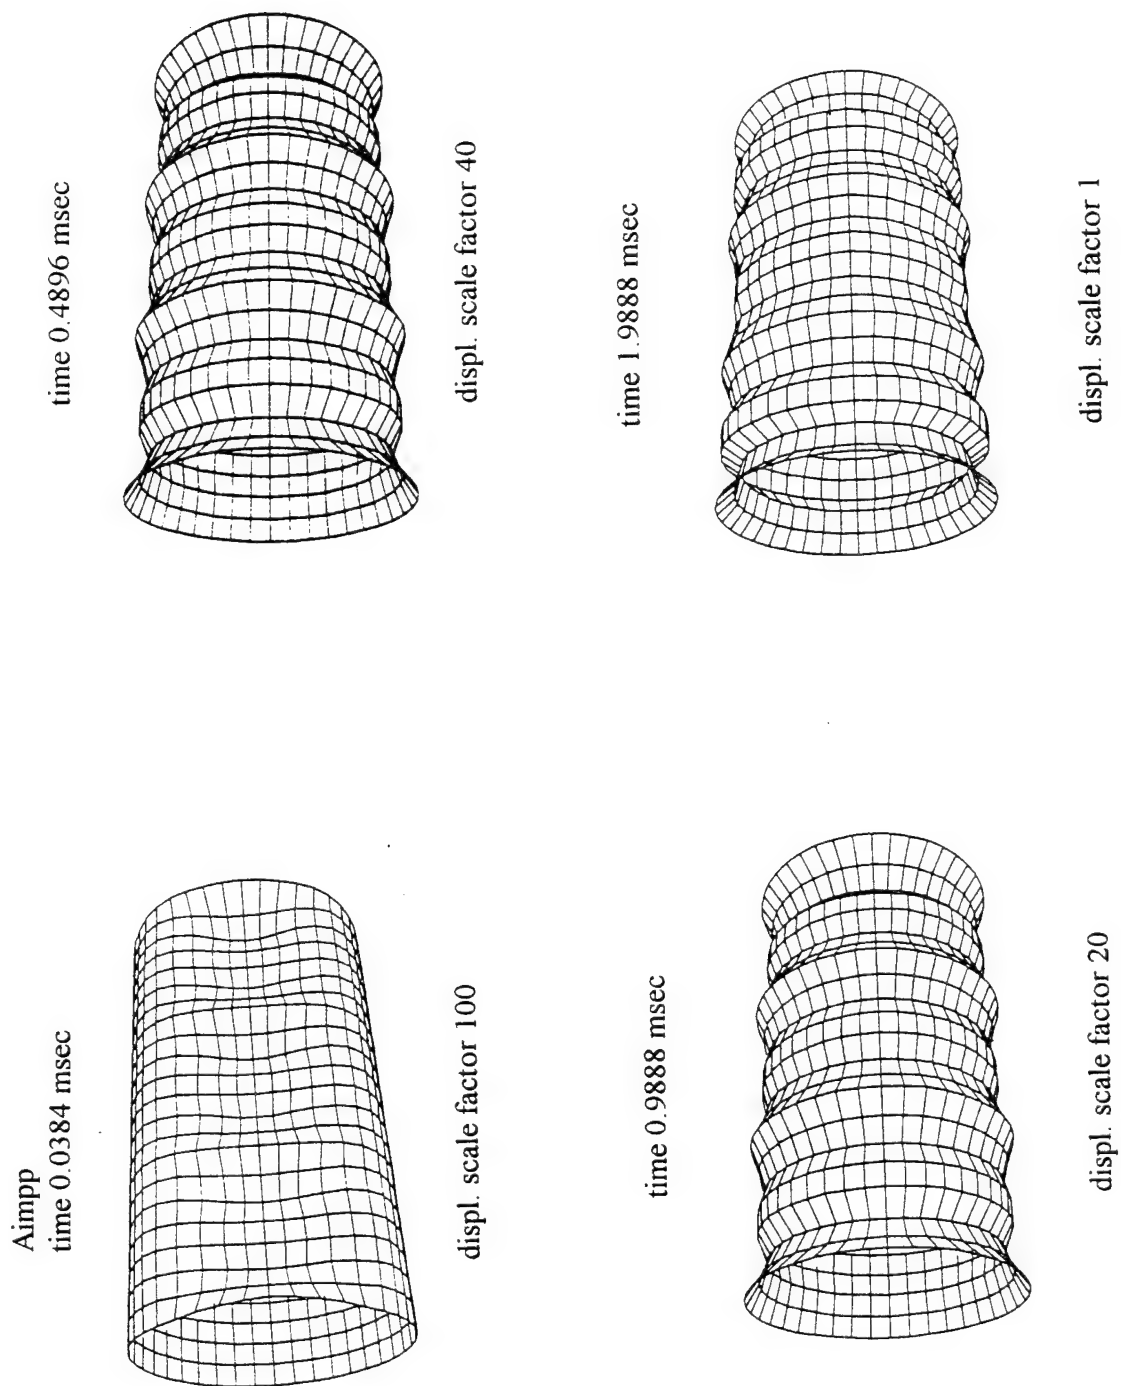 Aimpp
time 0.0384 msec
displ. scale factor 100
time 0.4896 msec
displ. scale factor 40
time 0.9888 msec
displ. scale factor 20
time 1.9888 msec
displ. scale factor 1